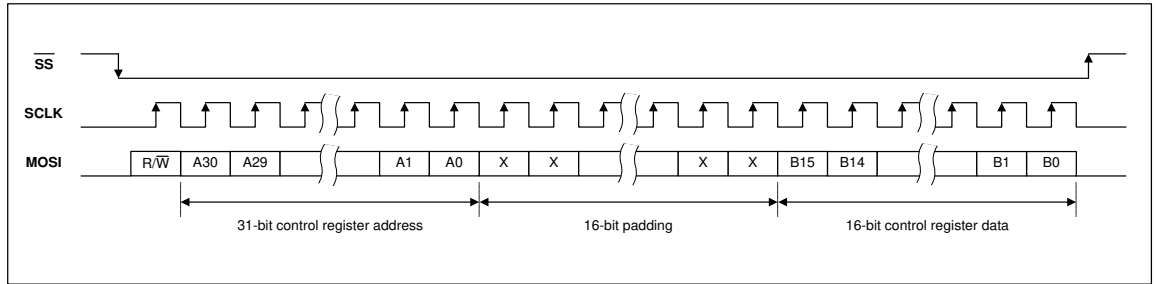 SS
SCLK
MOSI R/W A30 A29 A1 A0 X X X X B15 B14 B1 B0
31-bit control register address 16-bit padding 16-bit control register data